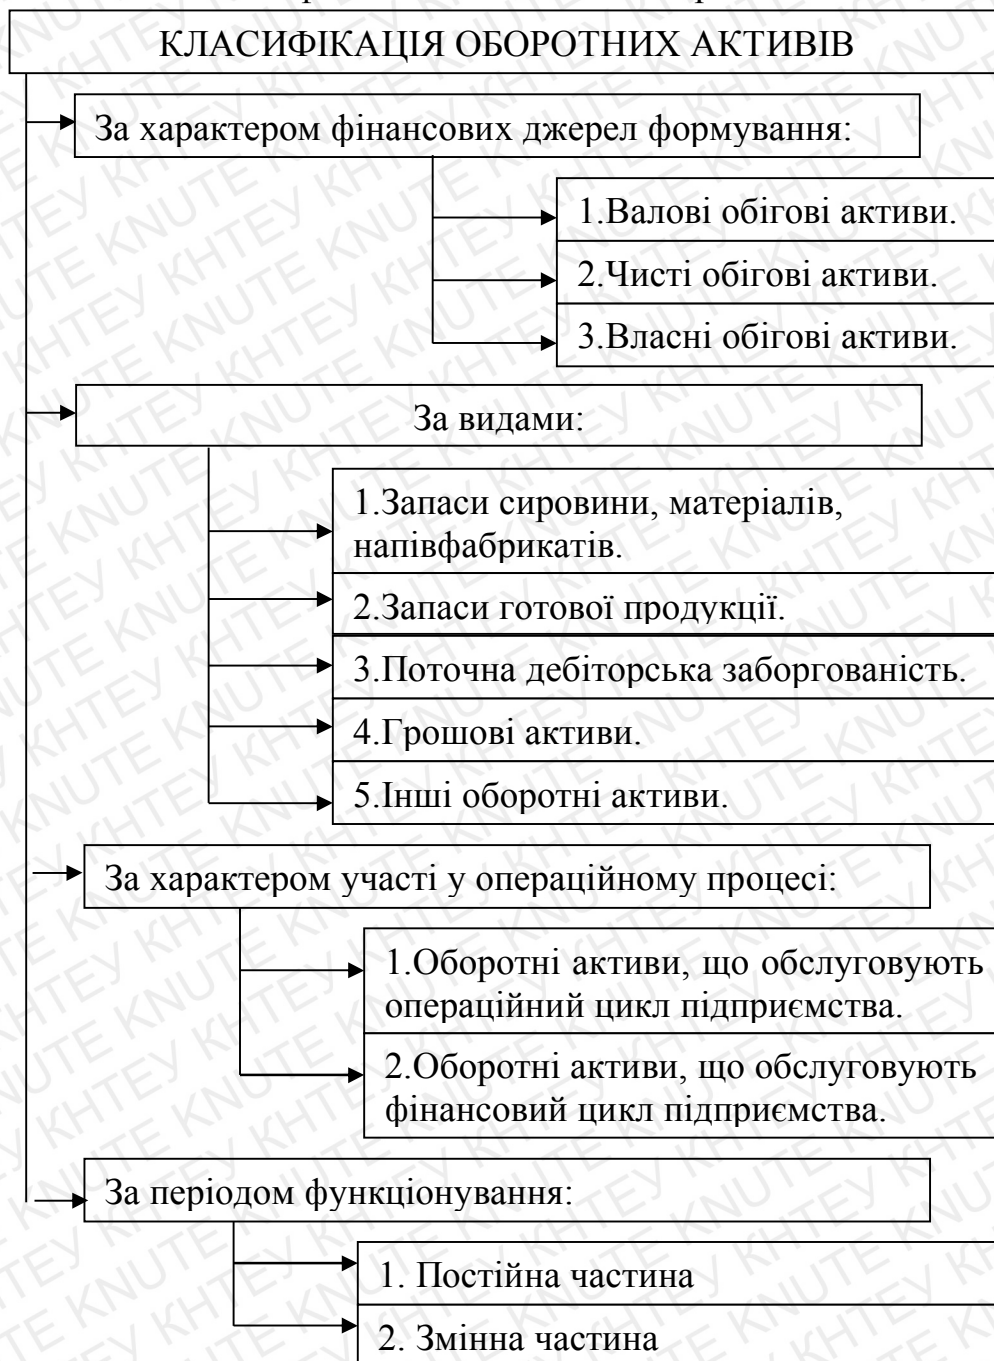 КЛАСИФІКАЦІЯ ОБОРОТНИХ АКТИВІВ
За характером фінансових джерел формування:
1.Валові обігові активи.
2.Чисті обігові активи.
3.Власні обігові активи.
За видами:
1.Запаси сировини, матеріалів,
напівфабрикатів.
2.Запаси готової продукції.
3.Поточна дебіторська заборгованість.
4.Грошові активи.
5.Інші оборотні активи.
За характером участі у операційному процесі:
1.Оборотні активи, що обслуговують
операційний цикл підприємства.
2.Оборотні активи, що обслуговують
фінансовий цикл підприємства.
За періодом функціонування:
1. Постійна частина
2. Змінна частина